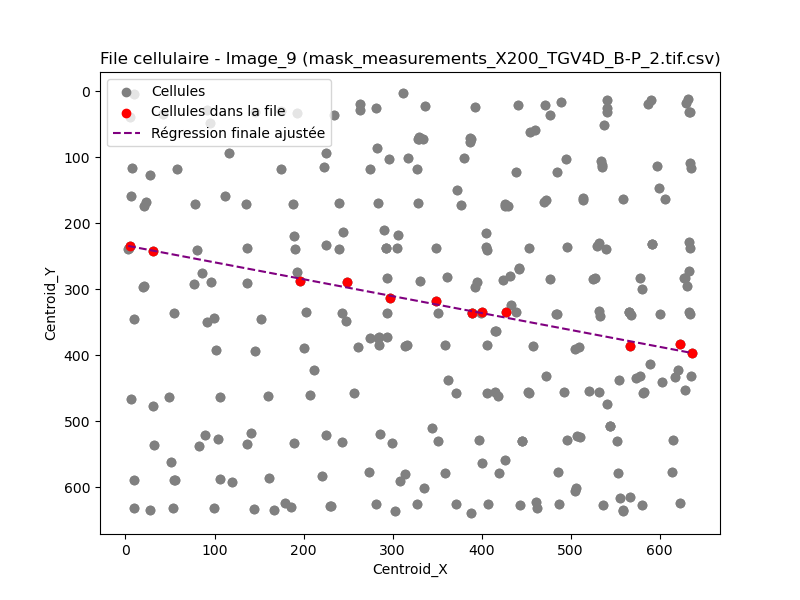 File cellulaire - Image_9 (mask_measurements_X200_TGV4D_B-P_2.tif.csv)
Cellules
Cellules dans la file
Régression finale ajustée
0
100
200
300
400
500
600
Centroid_Y
0 100 200 300 400 500 600
Centroid_X